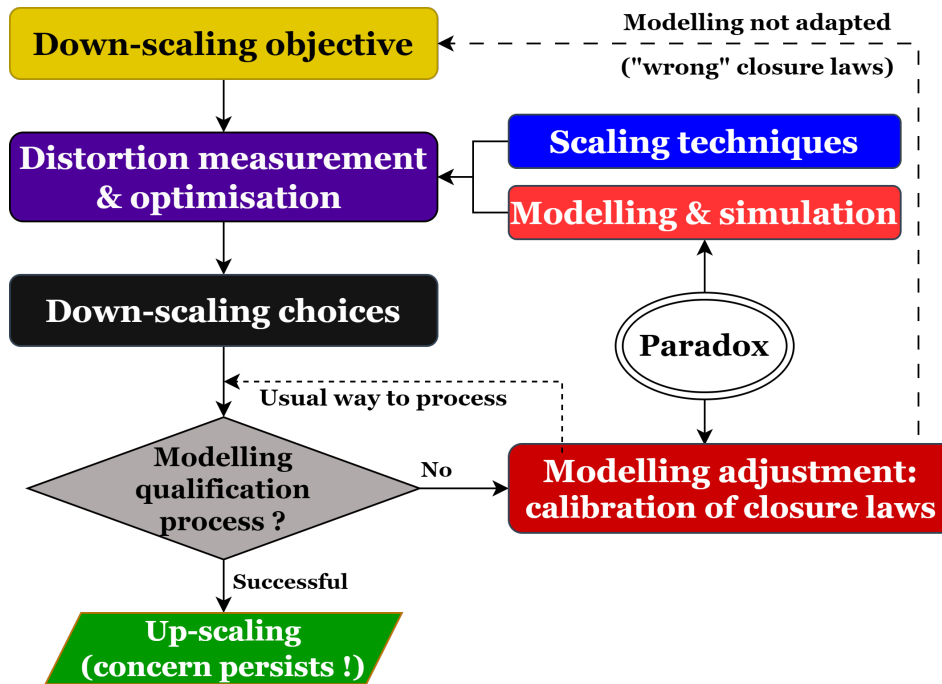 Down-scaling objective
Modelling not adapted
("wrong" closure laws)
Distortion measurement
& optimisation
Scaling techniques
Modelling & simulation
Down-scaling choices
Paradox
Usual way to process
Modelling
qualification
process ?
No
Modelling adjustment:
calibration of closure laws
Successful
Up-scaling
(concern persists !)